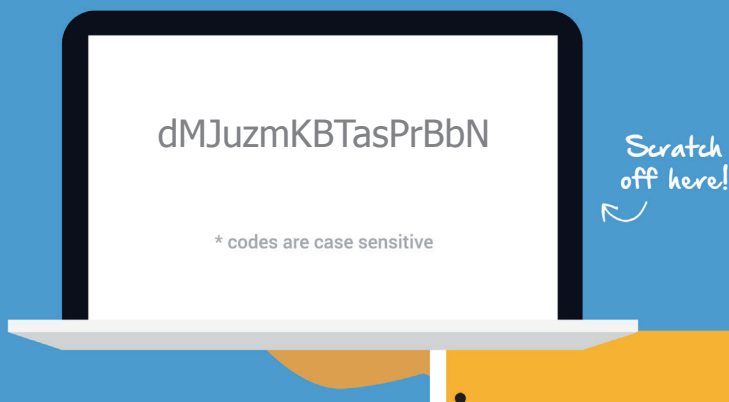 dMJuzmKBTasPrBbN
Scratch
off here!
* codes are case sensitive